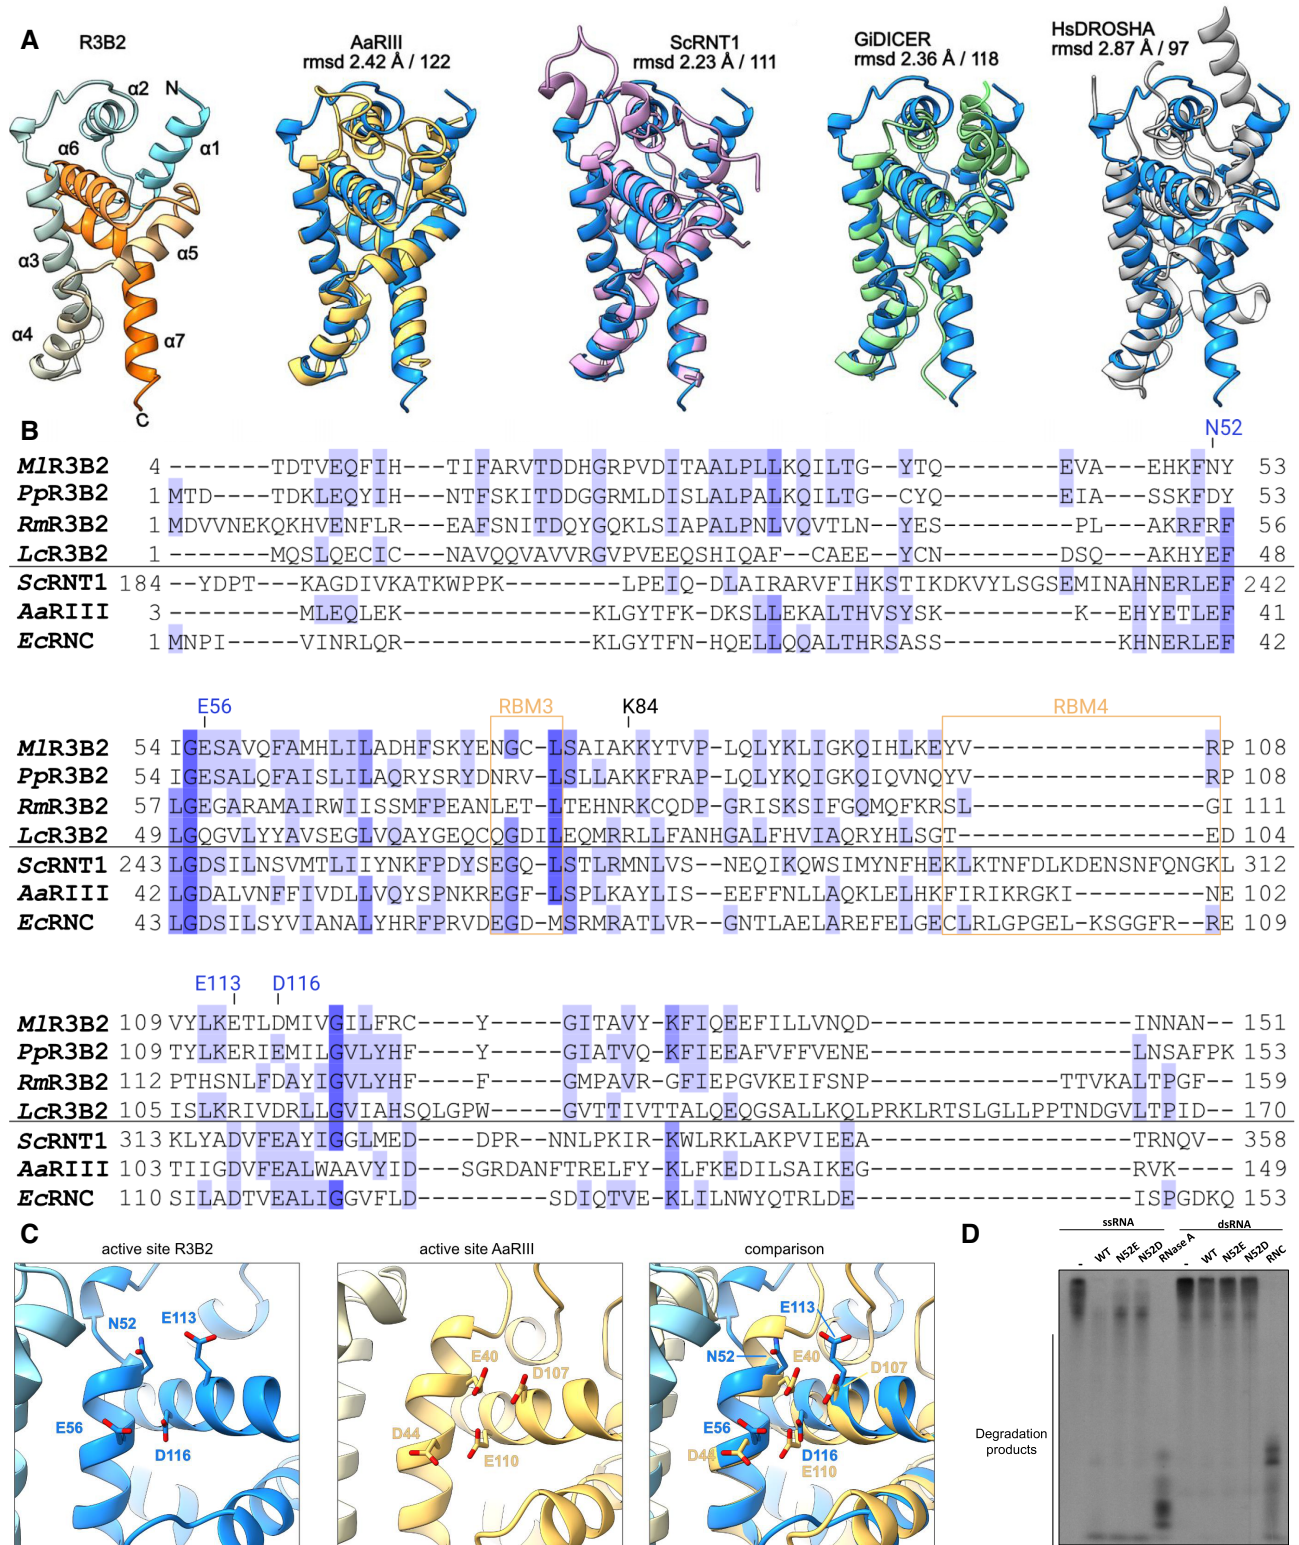 A
R3B2
AaRIII
rmsd 2.42 Å / 122
ScRNT1
rmsd 2.23 Å / 111
GiDICER
rmsd 2.36 Å / 118
HsDROSHA
rmsd 2.87 Å / 97
α2
N
α6
α1
α3
α5
α4
α7
C
B
N52
MlR3B2 4 -------TDTVEQFIH---TIFARVTDDHGRPVDITAALPLLKQILTG--YTQ--------EVA---EHKFNY 53
PpR3B2 1 MTD----TDKLEQYIH---NTFSKITDDGGRMLDISLALPALKQILTG--CYQ--------EIA---SSKFDY 53
RmR3B2 1 MDVVNEKQKHVENFLR---EAFSNITDQYGQKLSIAPALPNLVQVTLN--YES---------PL---AKRFRF 56
LcR3B2 1 -------MQSLQECIC---NAVQQVAVVRGVPVEEQSHIQAF--CAEE--YCN--------DSQ---AKHYEF 48
ScRNT1 184 --YDPT---KAGDIVKATKWPPK--------LPEIQ-DLAIRARVFIHKSTIKDKVYLSGSEMINAHNERLEF 242
AaRIII 3 ---------MLEQLEK-------------KLGYTFK-DKSLLEKALTHVSYSK---------K--EHYETLEF 41
EcRNC 1 MNPI-----VINRLQR-------------KLGYTFN-HQELLQQALTHRSASS------------KHNERLEF 42
E56
RBM3
K84
RBM4
MlR3B2 54 IGESAVQFAMHLILADHFSKYENGC-LSAIAKKYTVP-LQLYKLIGKQIHLKEYV----------------RP 108
PpR3B2 54 IGESALQFAISLILAQRYSRYDNRV-LSLLAKKFRAP-LQLYKQIGKQIQVNQYV----------------RP 108
RmR3B2 57 LGEGARAMAIRWIISSMFPEANLET-LTEHNRKCQDP-GRISKSIFGQMQFKRSL----------------GI 111
LcR3B2 49 LGQGVLYYAVSEGLVQAYGEQCQGDILEQMRRLLFANHGALFHVIAQRYHLSGT-----------------ED 104
ScRNT1 243 LGDSILNSVMTLIIYNKFPDYSEGQ-LSTLRMNLVS--NEQIKQWSIMYNFHEKLKTNFDLKDENSNFQNGKL 312
AaRIII 42 LGDALVNFFIVDLLVQYSPNKREGF-LSPLKAYLIS--EEFFNLLAQKLELHKFIRIKRGKI---------NE 102
EcRNC 43 LGDSILSYVIANALYHRFPRVDEGD-MSRMRATLVR--GNTLAELAREFELGECLRLGPGEL-KSGGFR--RE 109
E113
D116
MlR3B2 109 VYLKETLDMIVGILFRC----Y-----GITAVY-KFIQEEFILLVNQD------------------INNAN-- 151
PpR3B2 109 TYLKERIEMILGVLYHF----Y-----GIATVQ-KFIEEAFVFFVENE------------------LNSAFPK 153
RmR3B2 112 PTHSNLFDAYIGVLYHF----F-----GMPAVR-GFIEPGVKEIFSNP-------------TTVKALTPGF-- 159
LcR3B2 105 ISLKRIVDRLLGVIAHSQLGPW-----GVTTIVTTALQEQGSALLKQLPRKLRTSLGLLPPTNDGVLTPID-- 170
ScRNT1 313 KLYADVFEAYIGGLMED----DPR--NNLPKIR-KWLRKLAKPVIEEA------------------TRNQV-- 358
AaRIII 103 TIIGDVFEALWAAVYID---SGRDANFTRELFY-KLFKEDILSAIKEG------------------RVK---- 149
EcRNC 110 SILADTVEALIGGVFLD---------SDIQTVE-KLILNWYQTRLDE-------------------ISPGDKQ 153
C
active site R3B2
N52
E113
E56
D116
active site AaRIII
E40
D107
D44
E110
comparison
E113
N52
E40
D107
E56
D44
D116
E110
D
ssRNA
dsRNA
- WT N52E N52D RNase A - WT N52E N52D RNC
Degradation
products